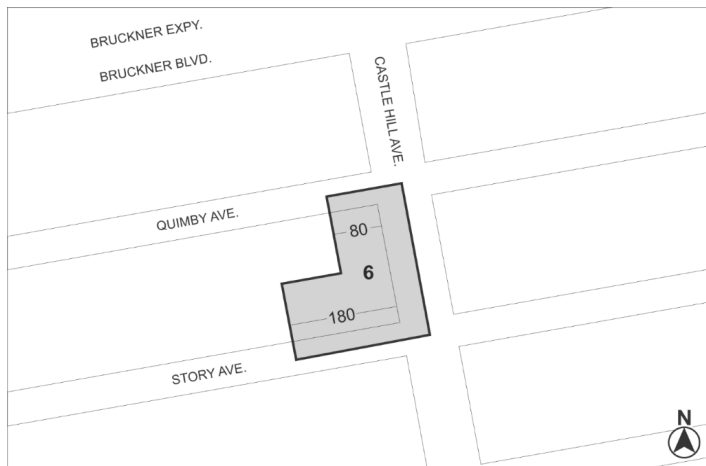 BRUCKNER EXPY.
BRUCKNER BLVD.
CASTLE HILL AVE.
QUIMBY AVE.
80
6
180
STORY AVE.
N